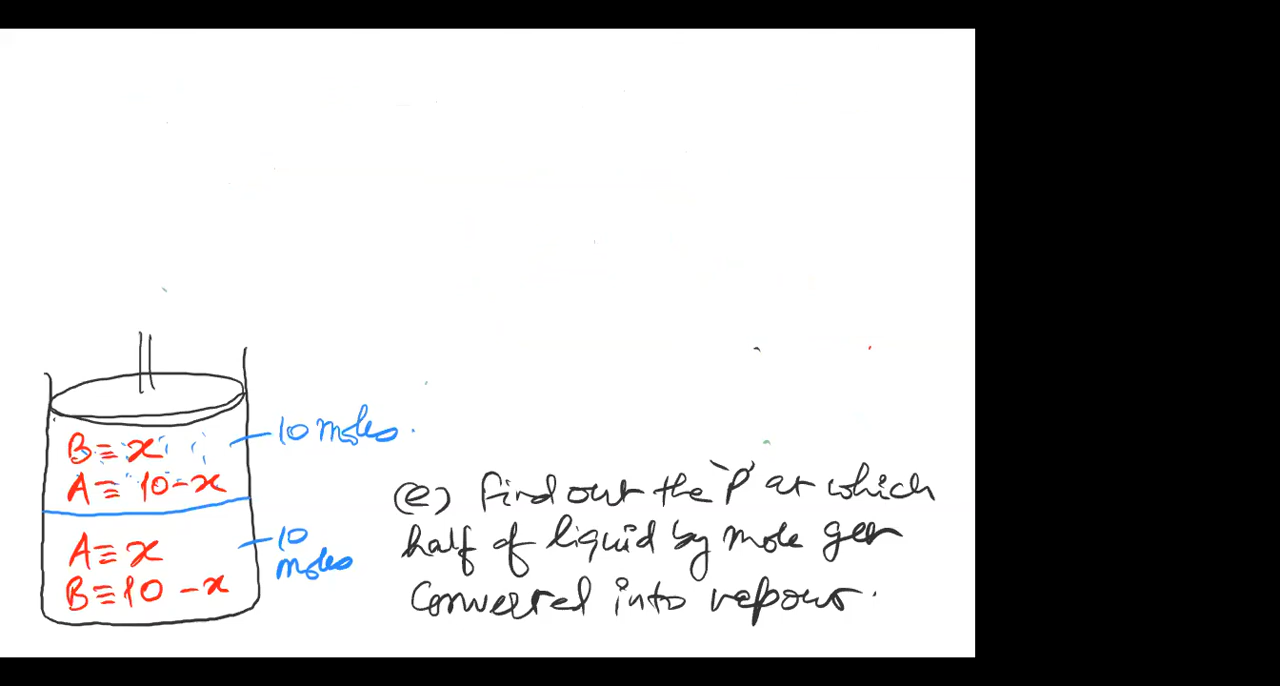 B ≡ x
A ≡ 10-x
10 moles.
A ≡ x
B ≡ 10-x
10
moles
(e) find out the 'P' at which
half of liquid by mole get
converted into vapour.